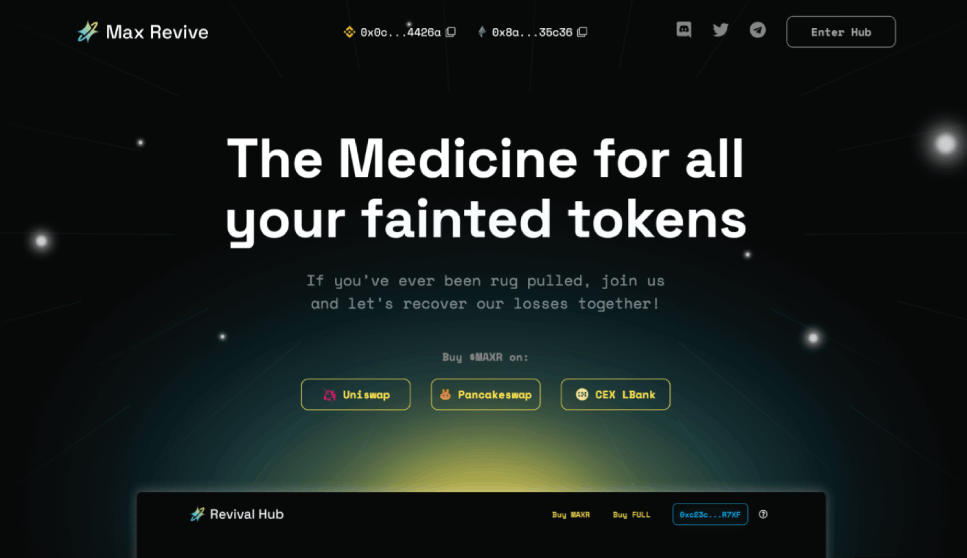 Max Revive
0x0c...4426a
0x8a...35c36
Enter Hub
The Medicine for all
your fainted tokens
If you've ever been rug pulled, join us
and let's recover our losses together!
Buy $MAXR on:
Uniswap
Pancakeswap
CEX LBank
Revival Hub
Buy MAXR
Buy FULL
0xc23c...R7XF